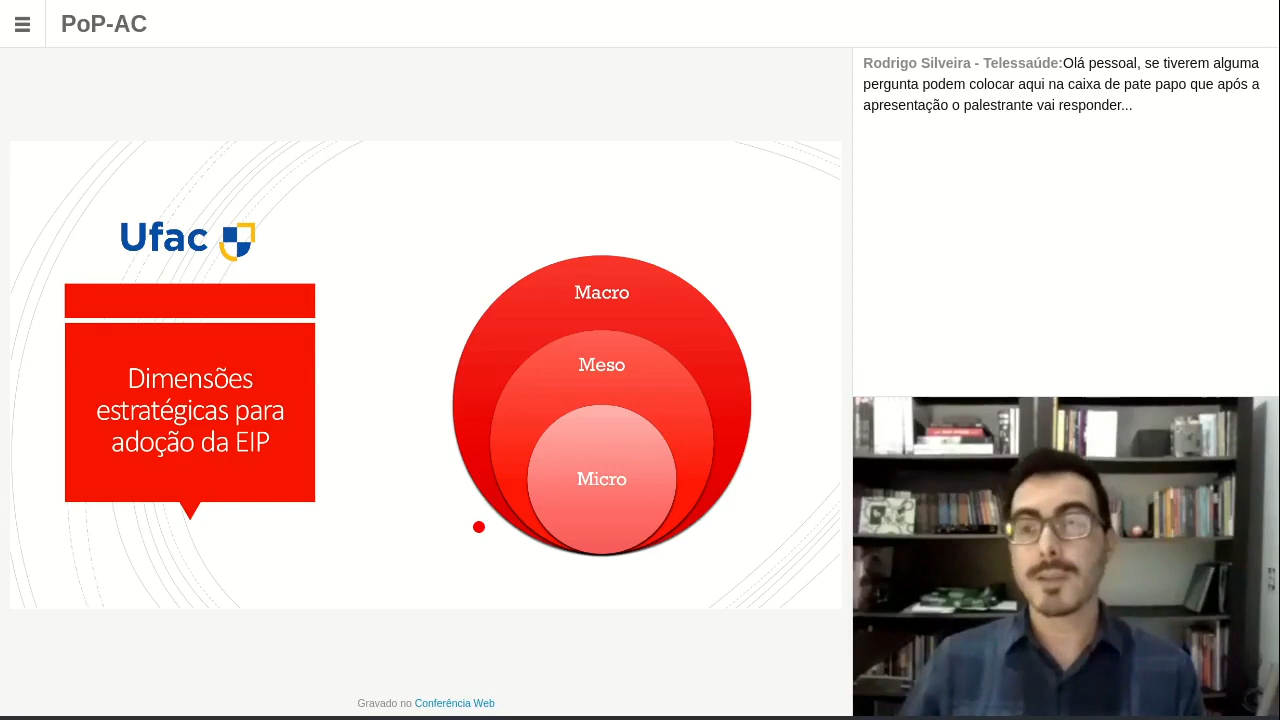 PoP-AC
Rodrigo Silveira - Telessaúde:Olá pessoal, se tiverem alguma
pergunta podem colocar aqui na caixa de pate papo que após a
apresentação o palestrante vai responder...
Ufac
Dimensões
estratégicas para
adoção da EIP
Macro
Meso
Micro
Gravado no Conferência Web